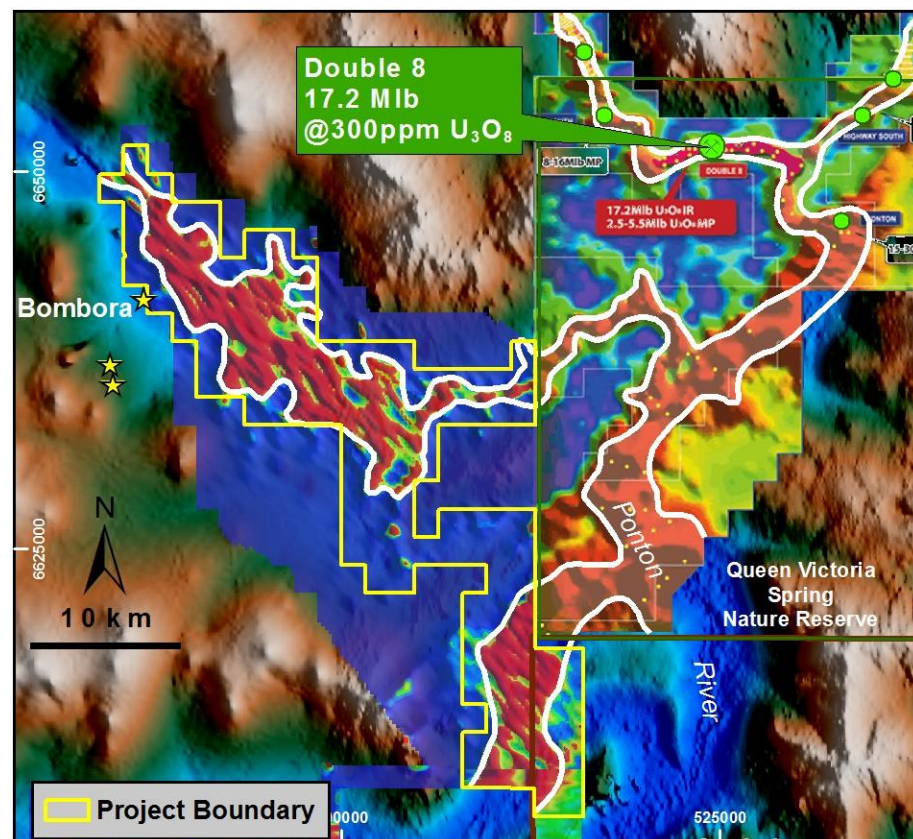 Double 8
17.2 Mlb
@300ppm U₃O₈
8-16Mlb MP
DOUBLE 8
HIGHWAY SOUTH
17.2Mlb U₃O₈ IR
2.5-5.5Mlb U₃O₈ MP
6650000
Bombora
N
10 km
6625000
Ponton
River
Queen Victoria
Spring
Nature Reserve
Project Boundary
525000